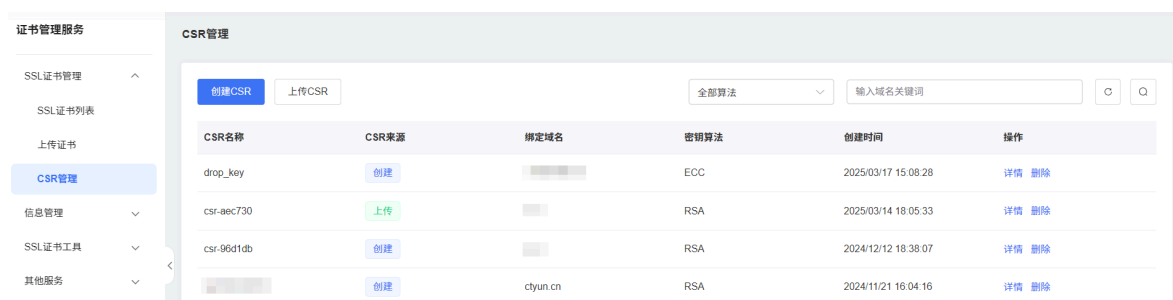 证书管理服务
SSL证书管理
SSL证书列表
上传证书
CSR管理
信息管理
SSL证书工具
其他服务
CSR管理
创建CSR 上传CSR 全部算法 输入域名关键词
CSR名称 CSR来源 绑定域名 密钥算法 创建时间 操作
drop_key 创建 ECC 2025/03/17 15:08:28 详情 删除
csr-aec730 上传 RSA 2025/03/14 18:05:33 详情 删除
csr-96d1db 创建 RSA 2024/12/12 18:38:07 详情 删除
创建 ctyun.cn RSA 2024/11/21 16:04:16 详情 删除